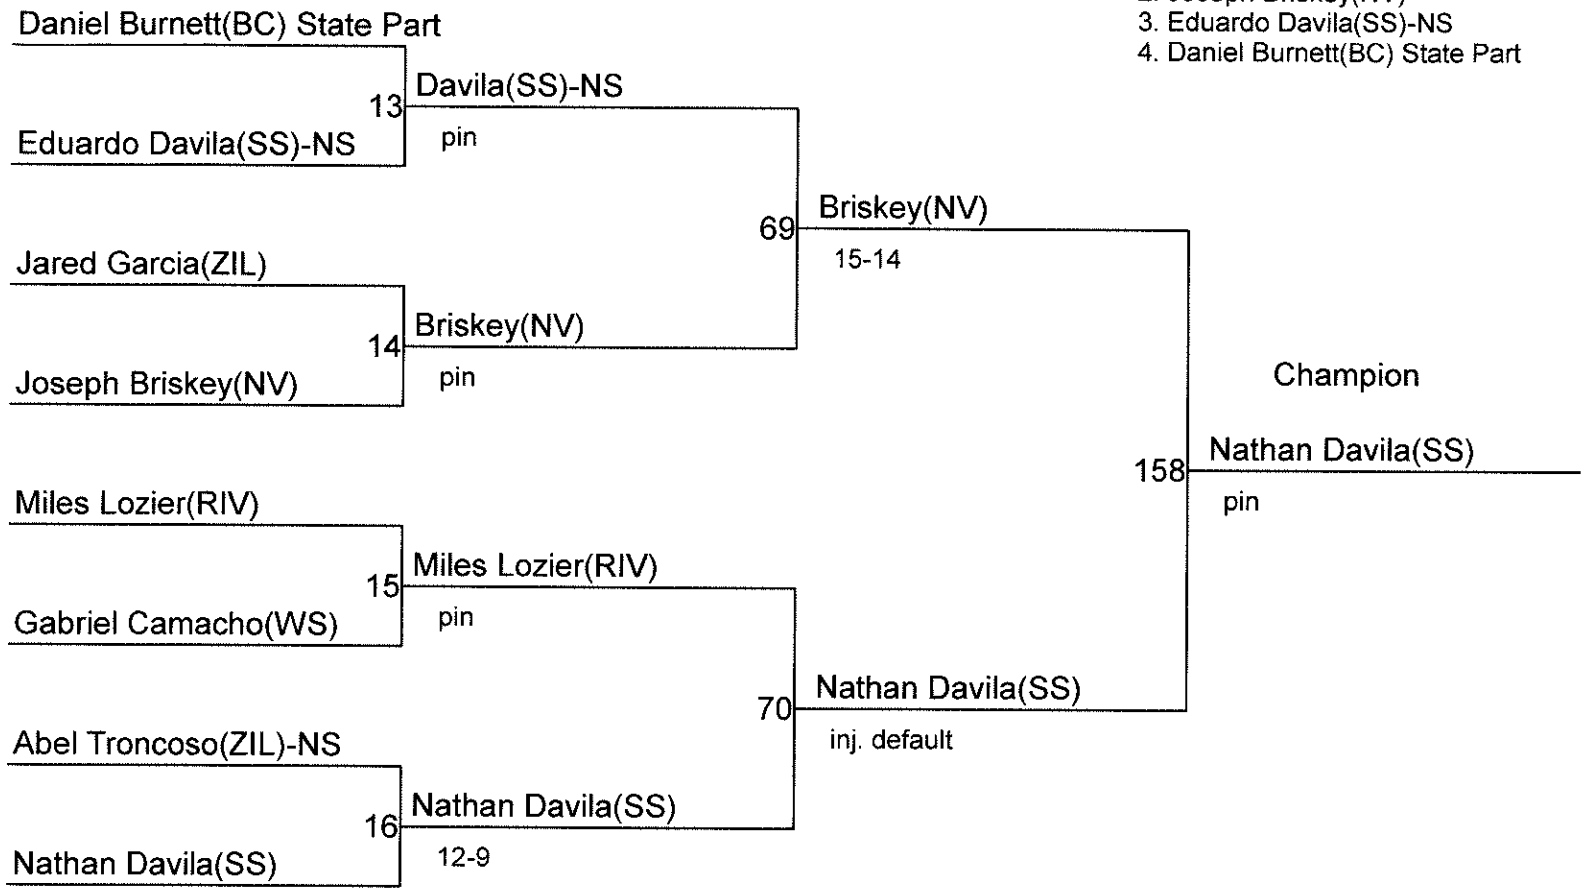 Daniel Burnett(BC) State Part
3. Eduardo Davila(SS)-NS
4. Daniel Burnett(BC) State Part
13
Davila(SS)-NS
pin
Eduardo Davila(SS)-NS
69
Briskey(NV)
15-14
Jared Garcia(ZIL)
14
Briskey(NV)
pin
Joseph Briskey(NV)
Champion
158
Nathan Davila(SS)
pin
Miles Lozier(RIV)
15
Miles Lozier(RIV)
pin
Gabriel Camacho(WS)
70
Nathan Davila(SS)
inj. default
Abel Troncoso(ZIL)-NS
16
Nathan Davila(SS)
12-9
Nathan Davila(SS)